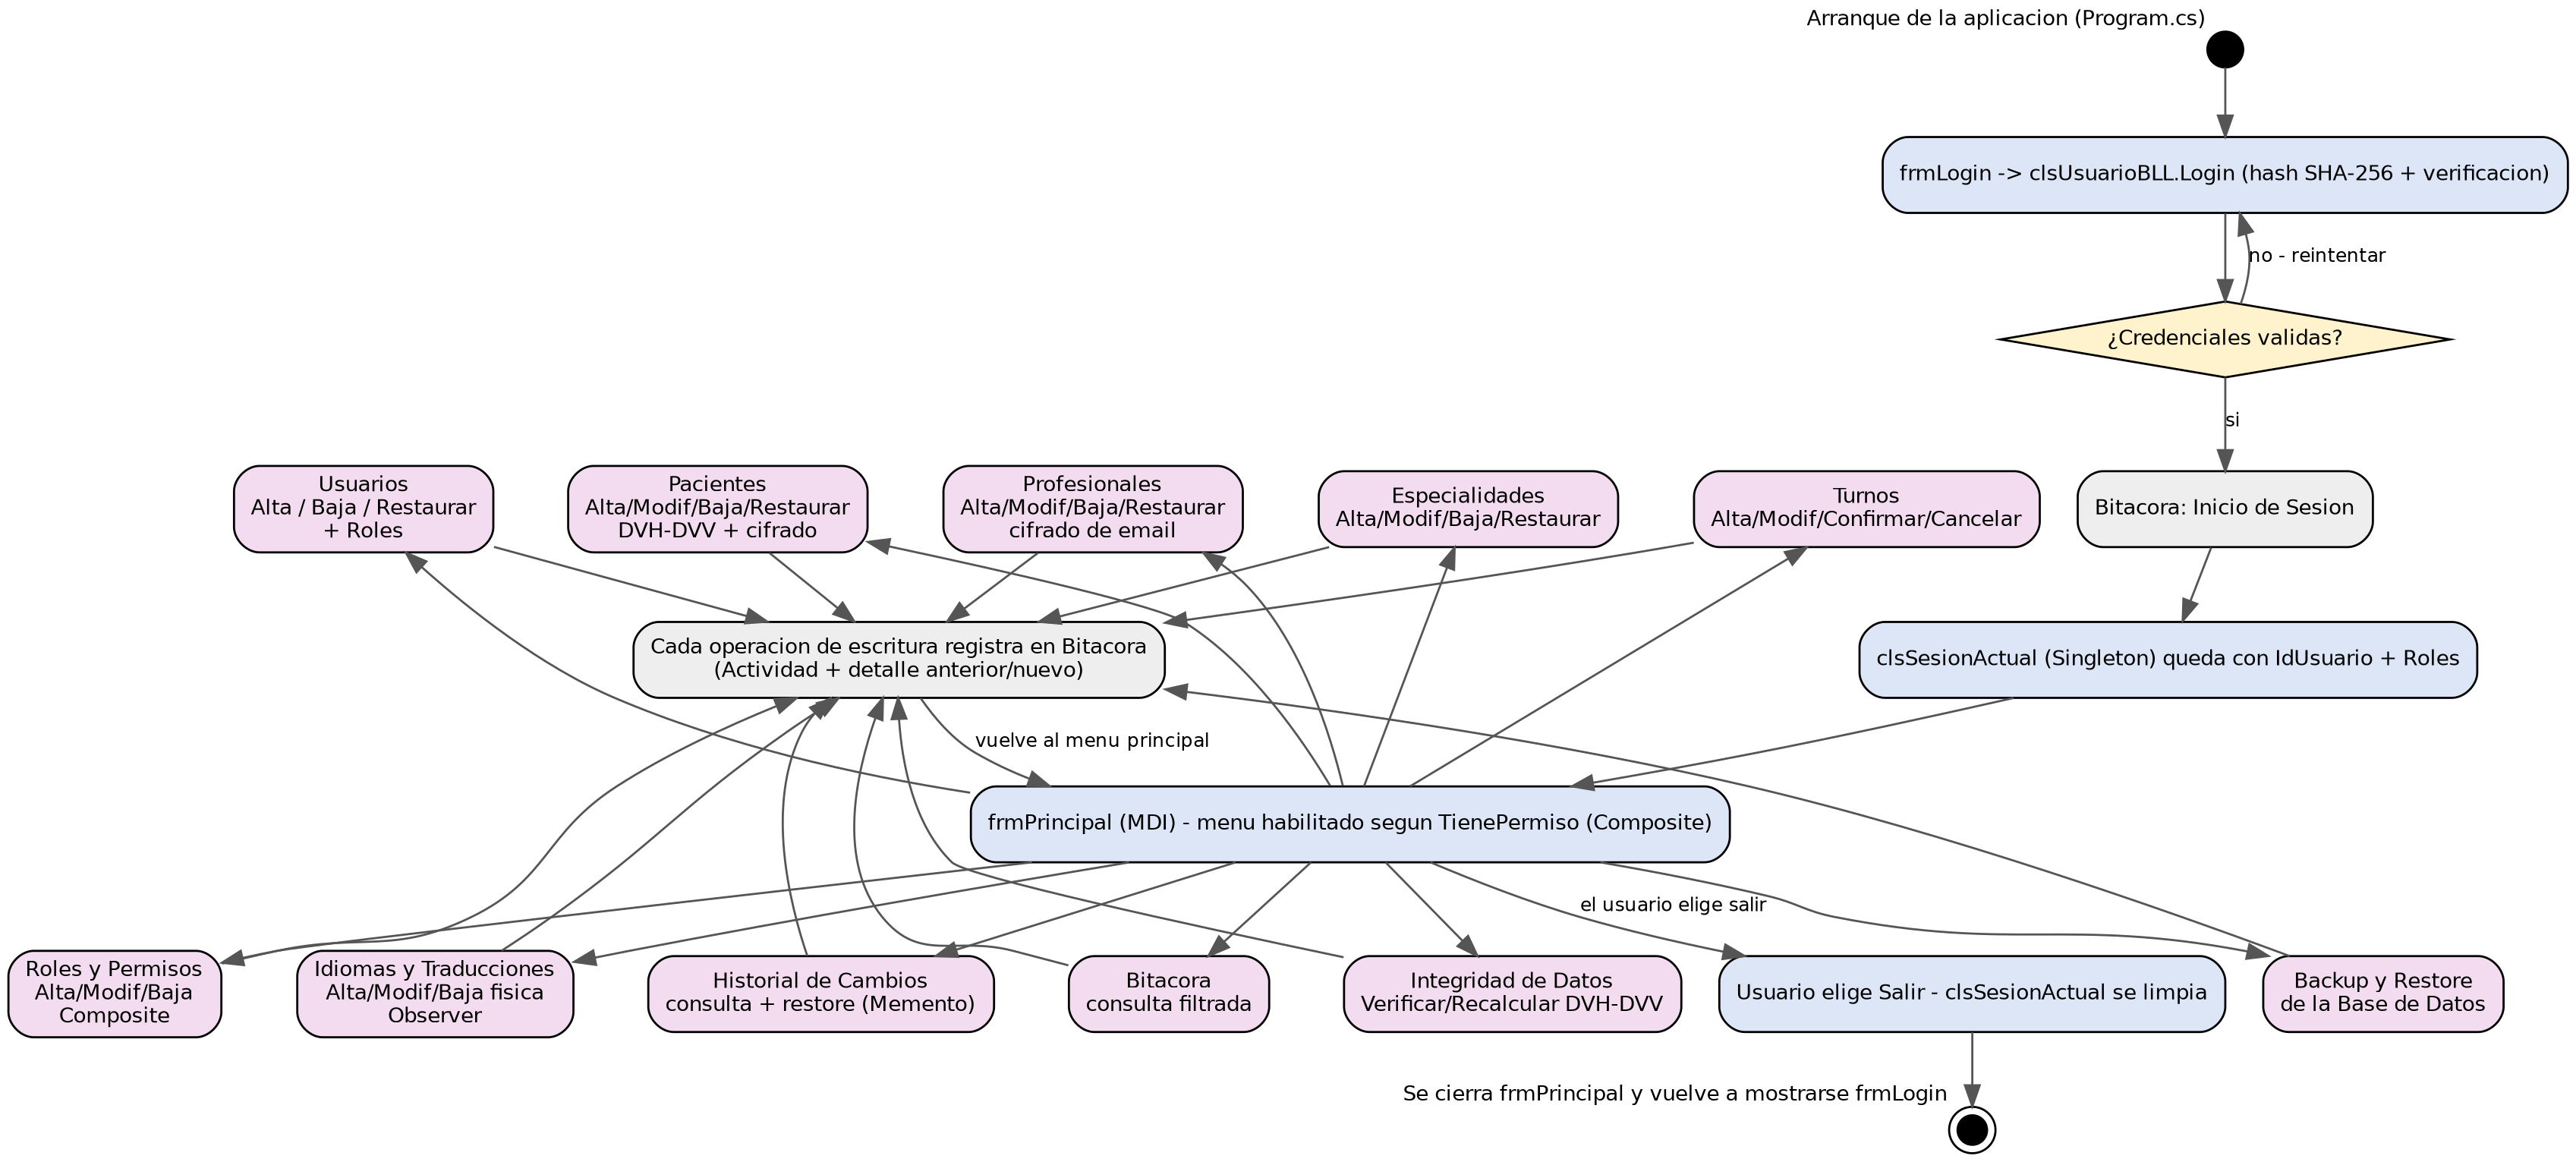 Arranque de la aplicacion (Program.cs)
frmLogin -> clsUsuarioBLL.Login (hash SHA-256 + verificacion)
no - reintentar
¿Credenciales validas?
si
Usuarios
Alta / Baja / Restaurar
+ Roles
Pacientes
Alta/Modif/Baja/Restaurar
DVH-DVV + cifrado
Profesionales
Alta/Modif/Baja/Restaurar
cifrado de email
Especialidades
Alta/Modif/Baja/Restaurar
Turnos
Alta/Modif/Confirmar/Cancelar
Bitacora: Inicio de Sesion
Cada operacion de escritura registra en Bitacora
(Actividad + detalle anterior/nuevo)
clsSesionActual (Singleton) queda con IdUsuario + Roles
vuelve al menu principal
frmPrincipal (MDI) - menu habilitado segun TienePermiso (Composite)
el usuario elige salir
Roles y Permisos
Alta/Modif/Baja
Composite
Idiomas y Traducciones
Alta/Modif/Baja fisica
Observer
Historial de Cambios
consulta + restore (Memento)
Bitacora
consulta filtrada
Integridad de Datos
Verificar/Recalcular DVH-DVV
Usuario elige Salir - clsSesionActual se limpia
Backup y Restore
de la Base de Datos
Se cierra frmPrincipal y vuelve a mostrarse frmLogin